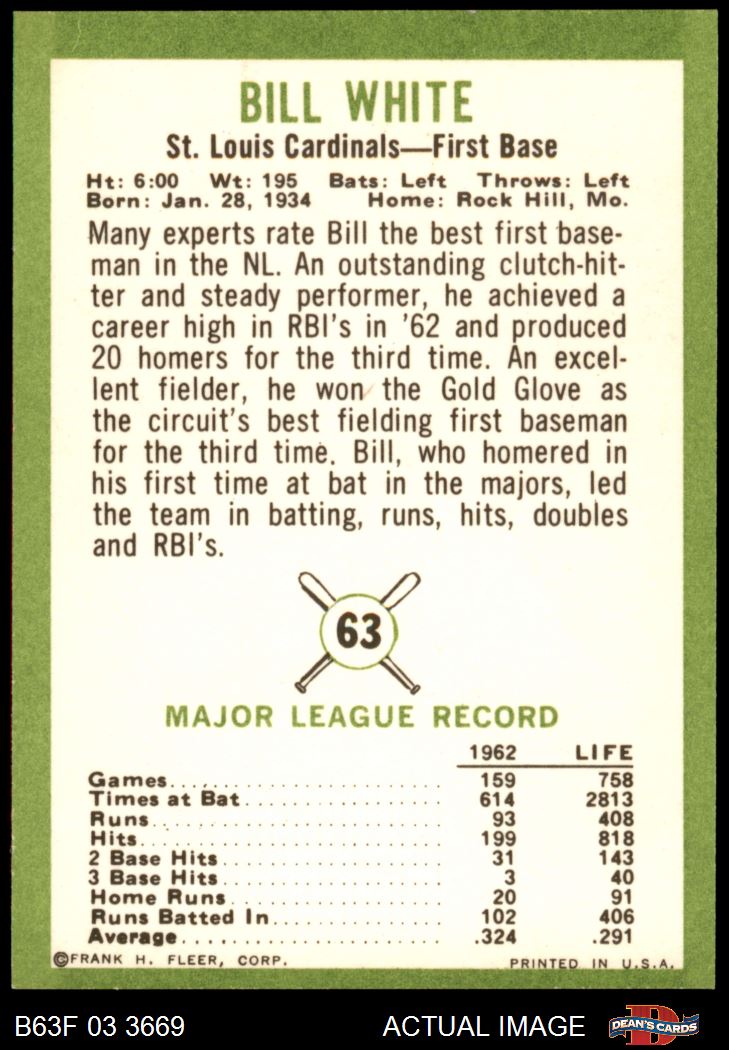 BILL WHITE
St. Louis Cardinals—First Base
Ht: 6:00 Wt: 195 Bats: Left Throws: Left
Born: Jan. 28, 1934 Home: Rock Hill, Mo.
Many experts rate Bill the best first base-
man in the NL. An outstanding clutch-hit-
ter and steady performer, he achieved a
career high in RBI's in '62 and produced
20 homers for the third time. An excel-
lent fielder, he won the Gold Glove as
the circuit's best fielding first baseman
for the third time. Bill, who homered in
his first time at bat in the majors, led
the team in batting, runs, hits, doubles
and RBI's.
63
MAJOR LEAGUE RECORD
1962 LIFE
Games 159 758
Times at Bat 614 2813
Runs 93 408
Hits 199 818
2 Base Hits 31 143
3 Base Hits 3 40
Home Runs 20 91
Runs Batted In 102 406
Average .324 .291
©FRANK H. FLEER, CORP. PRINTED IN U.S.A.
B63F 03 3669 ACTUAL IMAGE DEAN'S CARDS